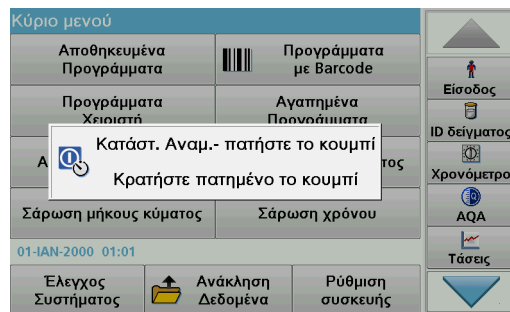 Κύριο μενού
Αποθηκευμένα
Προγράμματα
Προγράμματα
με Barcode
Είσοδος
Προγράμματα
Χειριστή
Αγαπημένα
Προγράμματα
ID δείγματος
Κατάστ. Αναμ.- πατήστε το κουμπί
Κρατήστε πατημένο το κουμπί
Α
τος
Χρονόμετρο
Σάρωση μήκους κύματος
Σάρωση χρόνου
AQA
01-IAN-2000 01:01
Τάσεις
Έλεγχος
Συστήματος
Ανάκληση
Δεδομένα
Ρύθμιση
συσκευής